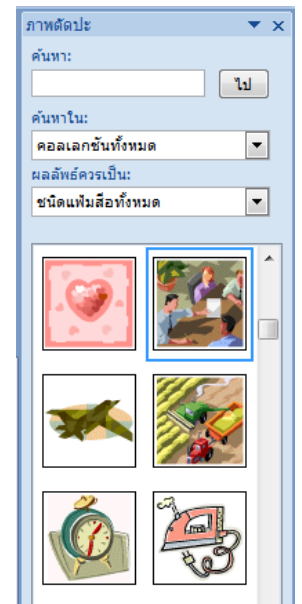 ภาพตัดปะ
ค้นหา:
ไป
ค้นหาใน:
คอลเลกชันทั้งหมด
ผลลัพธ์ควรเป็น:
ชนิดแฟ้มสื่อทั้งหมด